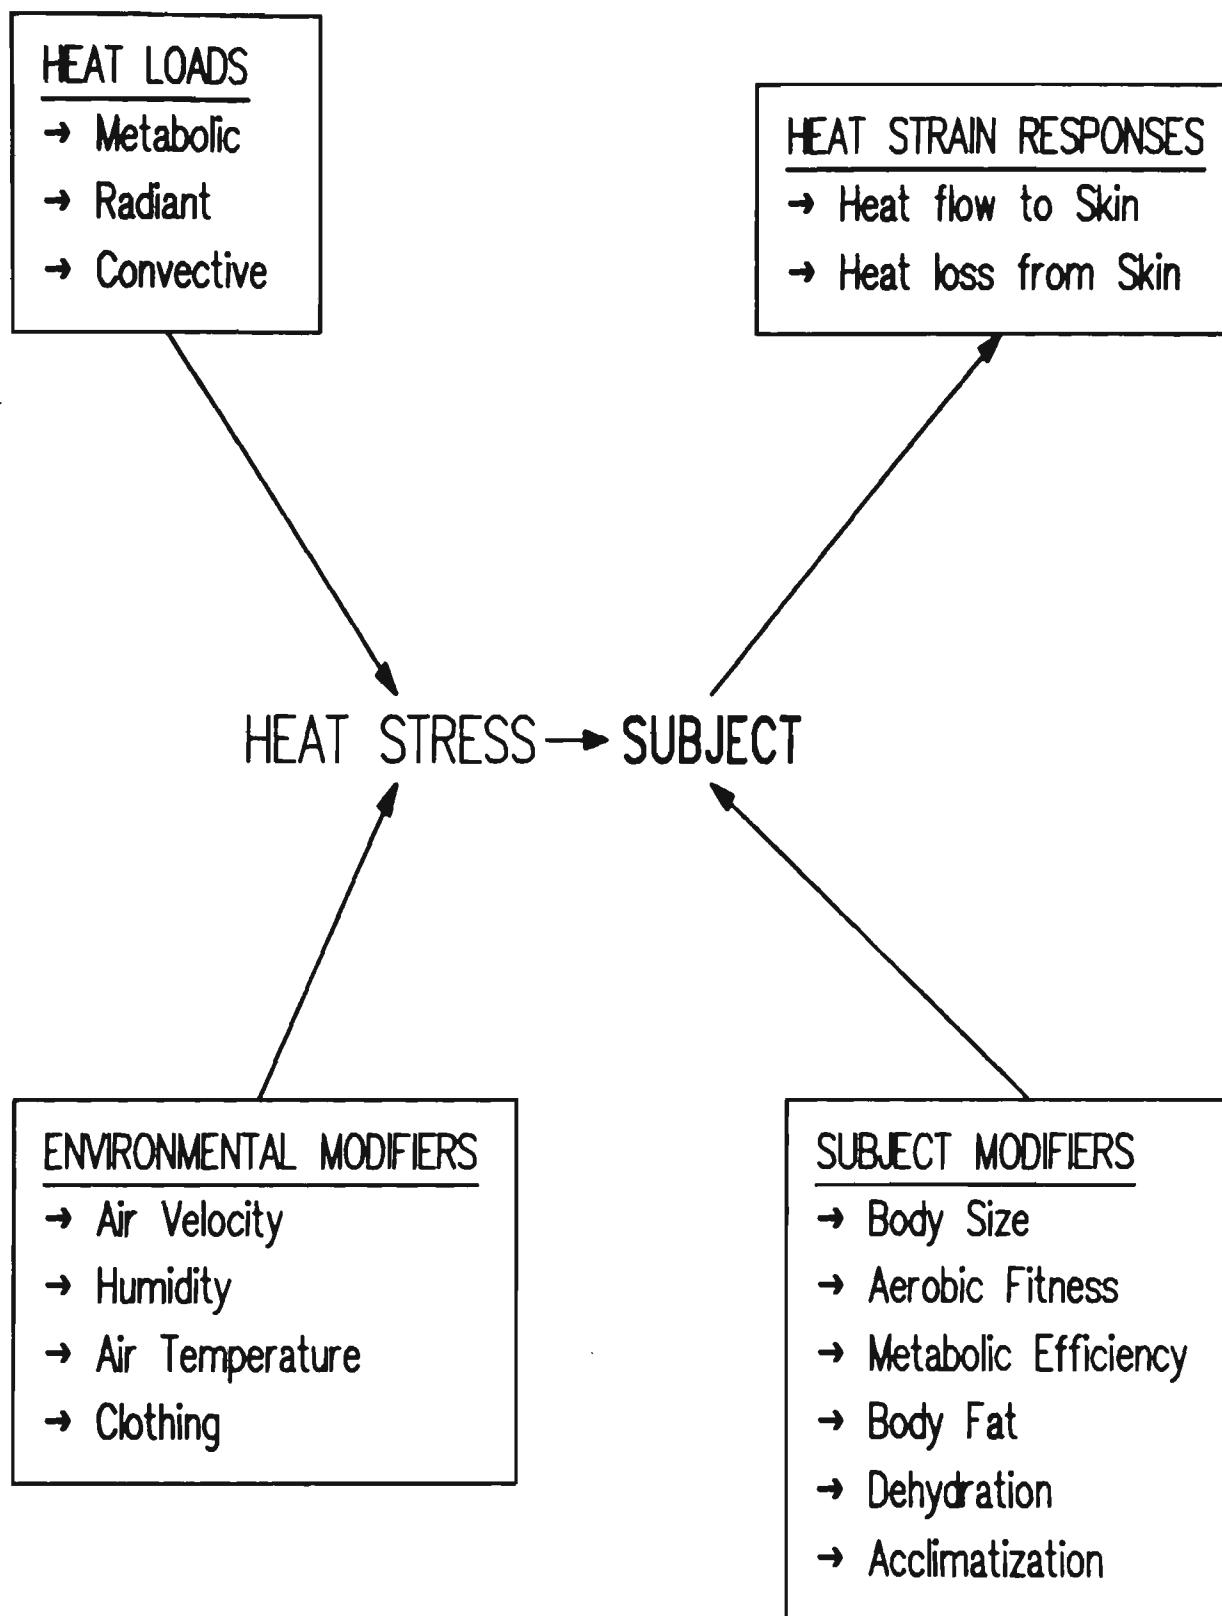 HEAT LOADS
→ Metabolic
→ Radiant
→ Convective
HEAT STRAIN RESPONSES
→ Heat flow to Skin
→ Heat loss from Skin
HEAT STRESS → SUBJECT
ENVIRONMENTAL MODIFIERS
→ Air Velocity
→ Humidity
→ Air Temperature
→ Clothing
SUBJECT MODIFIERS
→ Body Size
→ Aerobic Fitness
→ Metabolic Efficiency
→ Body Fat
→ Dehydration
→ Acclimatization